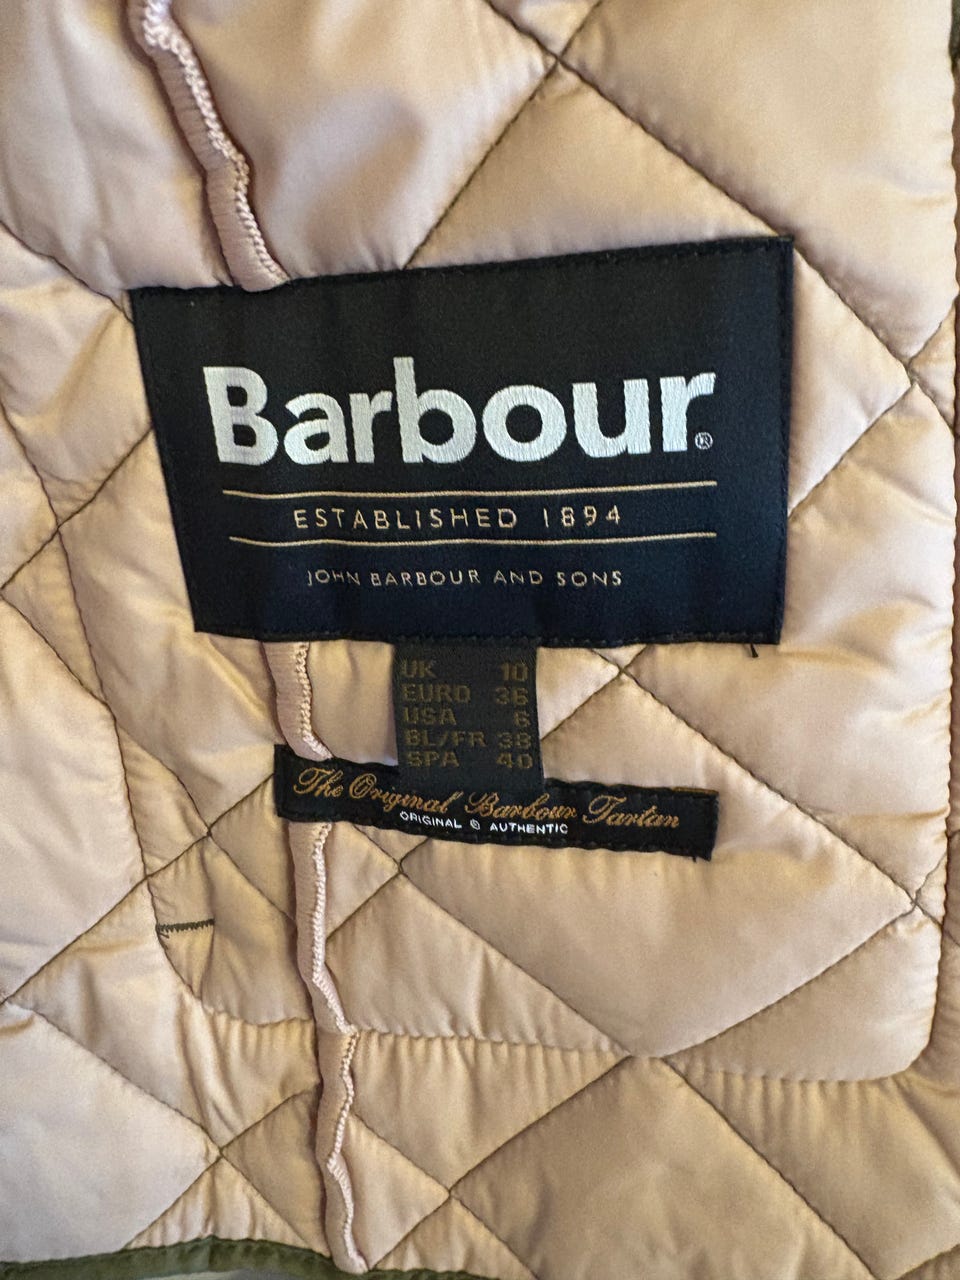 Barbour®
ESTABLISHED 1894
JOHN BARBOUR AND SONS
UK 10
EURO 36
USA 6
BL/FR 38
SPA 40
The Original Barbour Tartan
ORIGINAL © AUTHENTIC